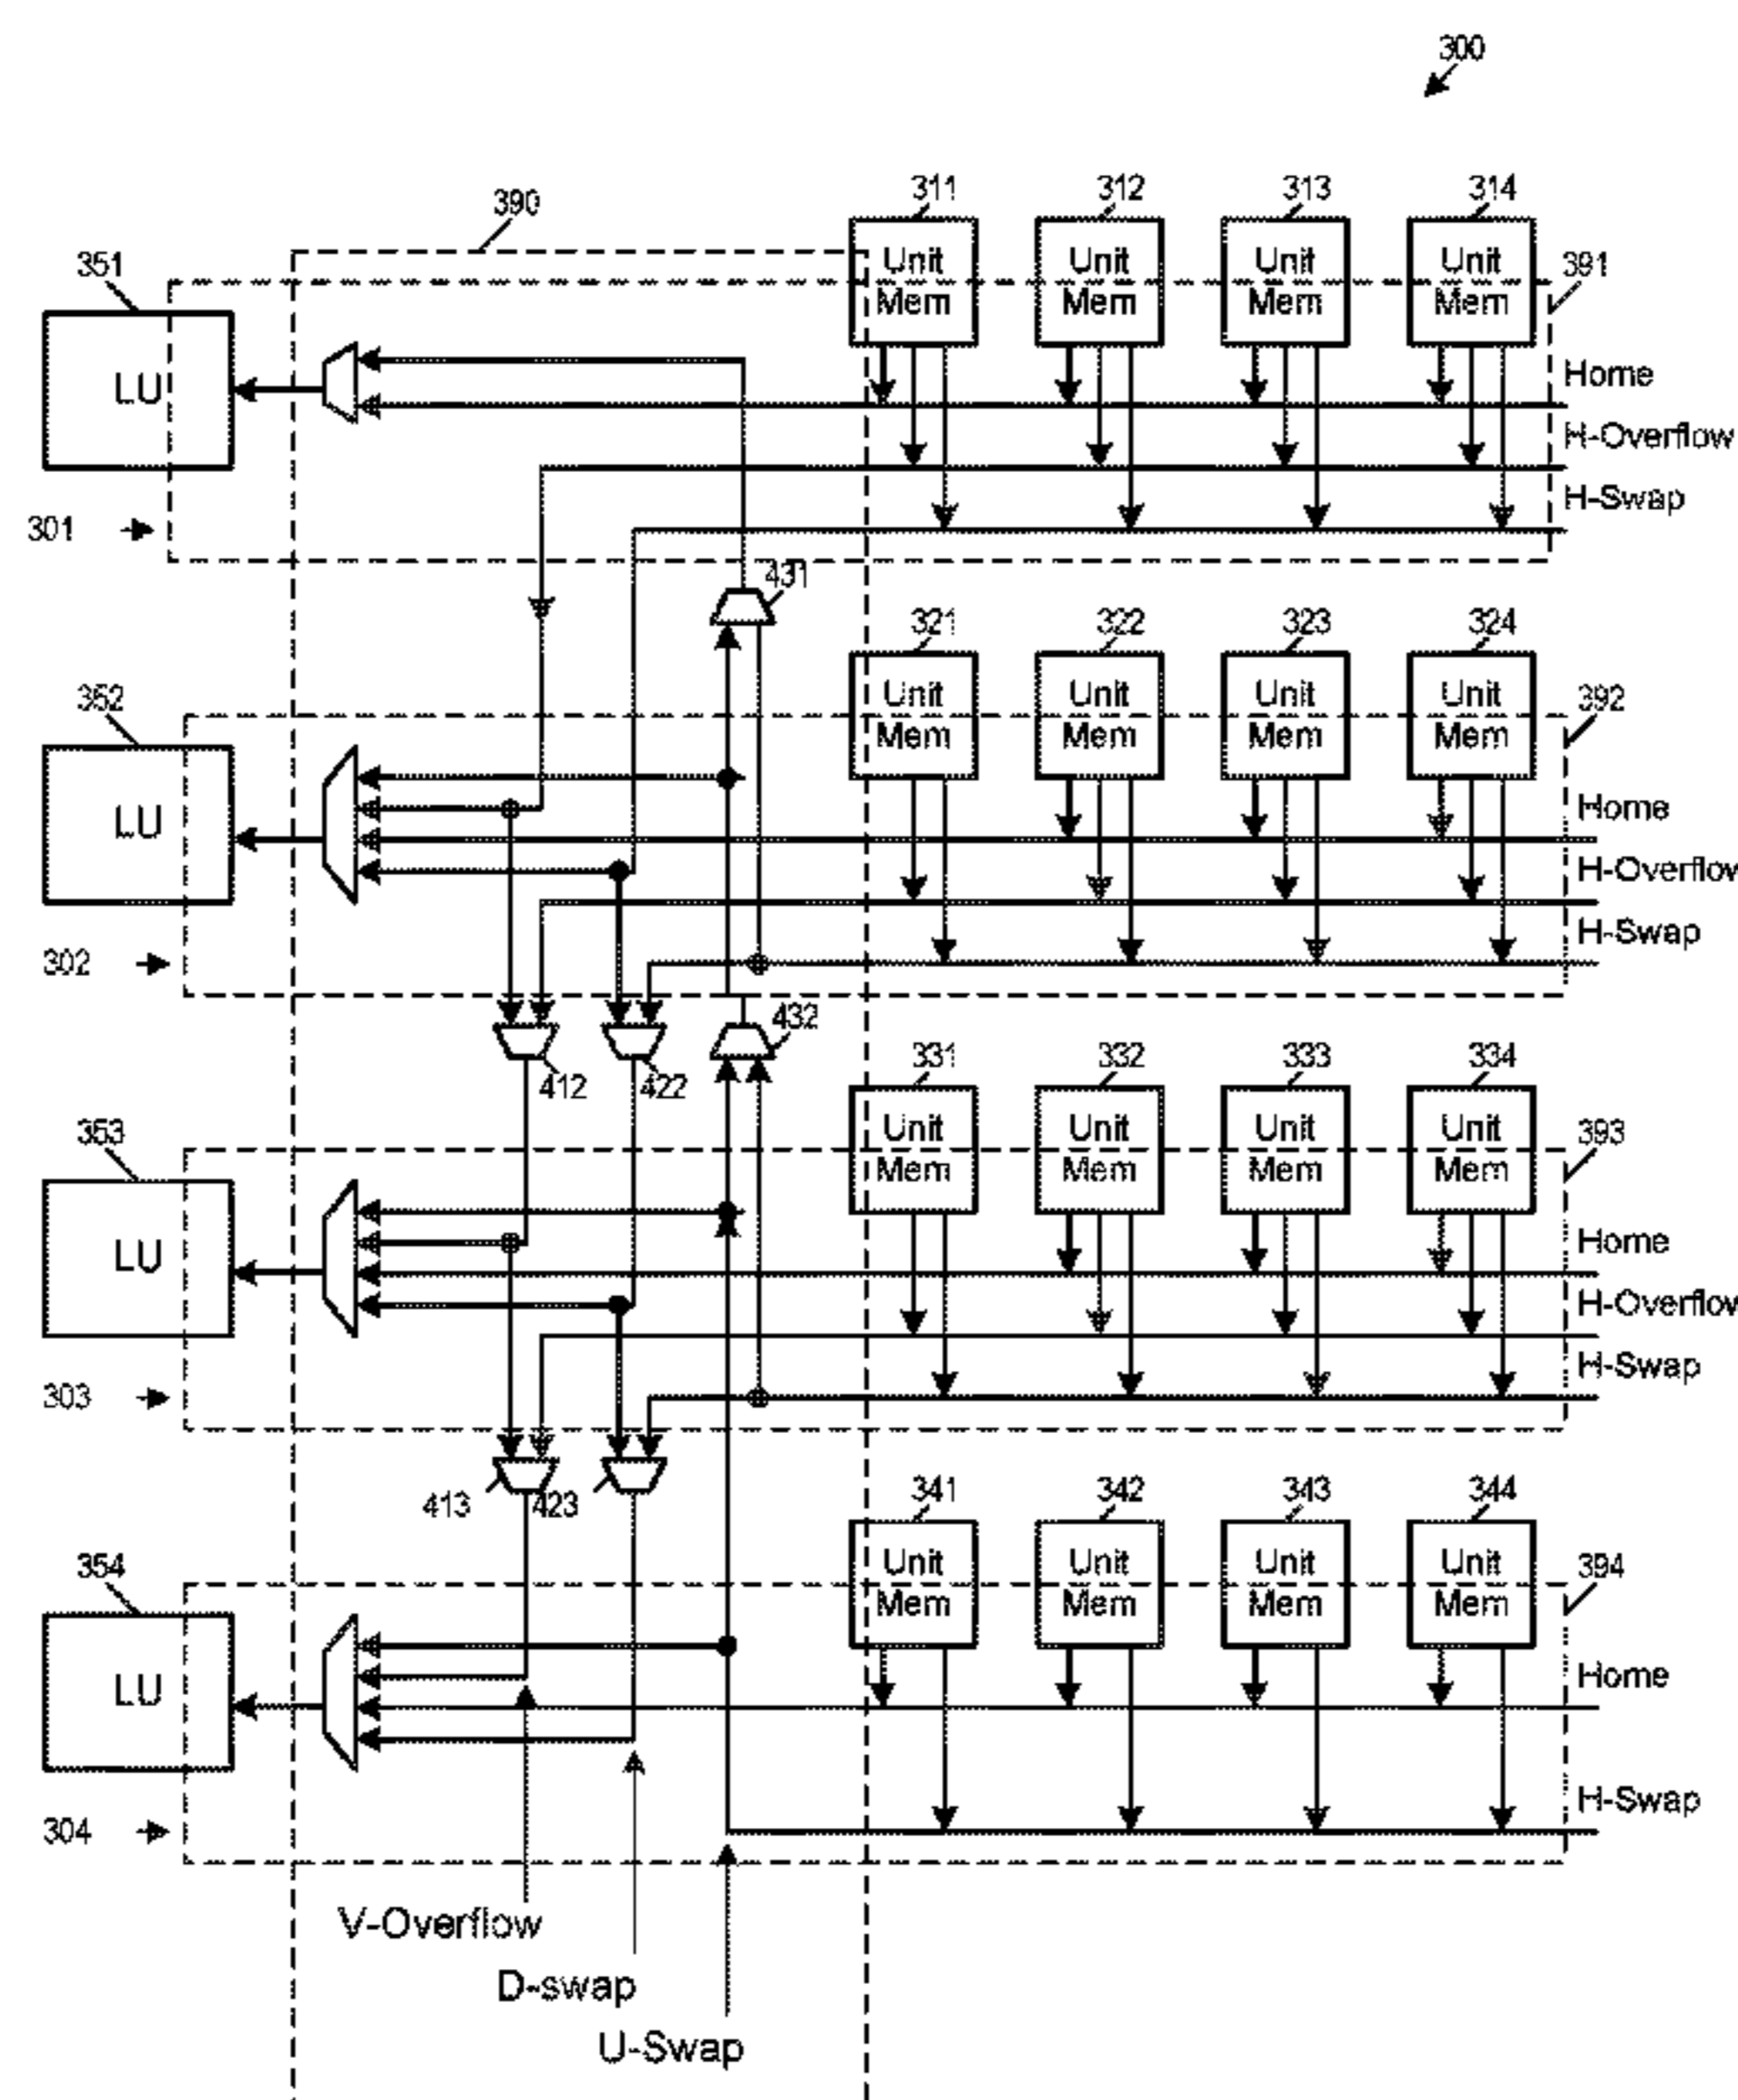 300
390
311 312 313 314
351
Unit Mem Unit Mem Unit Mem Unit Mem
391
LU
Home
H-Overflow
H-Swap
301
431
321 322 323 324
352
Unit Mem Unit Mem Unit Mem Unit Mem
392
LU
Home
H-Overflow
H-Swap
302
432
412 422
331 332 333 334
353
Unit Mem Unit Mem Unit Mem Unit Mem
393
LU
Home
H-Overflow
H-Swap
303
413 423
341 342 343 344
354
Unit Mem Unit Mem Unit Mem Unit Mem
394
LU
Home
H-Swap
304
V-Overflow
D-swap
U-Swap